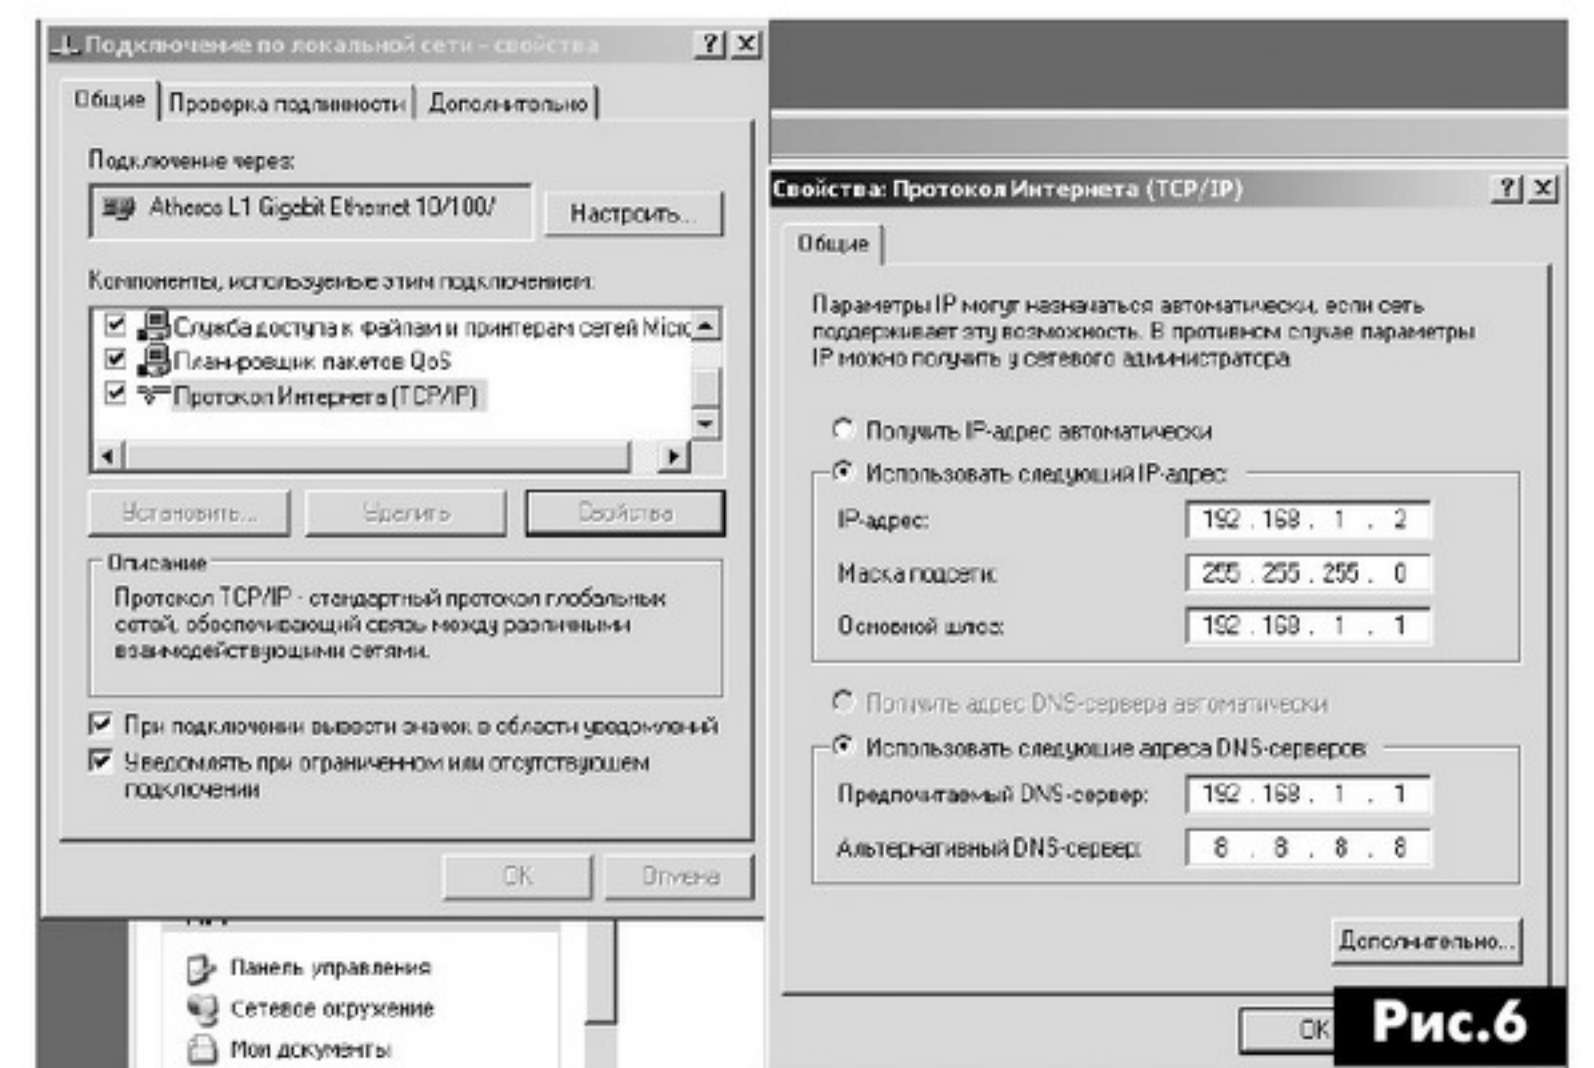 Подключение по локальной сети - свойства
Общие
Проверка подлинности
Дополнительно
Подключение через:
Atheros L1 Gigabit Ethernet 10/100/
Настроить...
Компоненты, используемые этим подключением:
Служба доступа к файлам и принтерам сетей Micro
Планировщик пакетов QoS
Протокол Интернета (TCP/IP)
Установить...
Удалить
Свойства
Описание
Протокол TCP/IP - стандартный протокол глобальных
сетей, обеспечивающий связь между различными
взаимодействующими сетями.
При подключении вывести значок в области уведомлений
Уведомлять при ограниченном или отсутствующем
подключении
OK
Отмена
Панель управления
Сетевое окружение
Мои документы
Свойства: Протокол Интернета (TCP/IP)
Общие
Параметры IP могут назначаться автоматически, если сеть
поддерживает эту возможность. В противном случае параметры
IP можно получить у сетевого администратора.
Получить IP-адрес автоматически
Использовать следующий IP-адрес:
IP-адрес:
192 . 168 . 1 . 2
Маска подсети:
255 . 255 . 255 . 0
Основной шлюз:
192 . 168 . 1 . 1
Получить адрес DNS-сервера автоматически
Использовать следующие адреса DNS-серверов:
Предпочитаемый DNS-сервер:
192 . 168 . 1 . 1
Альтернативный DNS-сервер:
8 . 8 . 8 . 8
Дополнительно...
OK
Рис.6